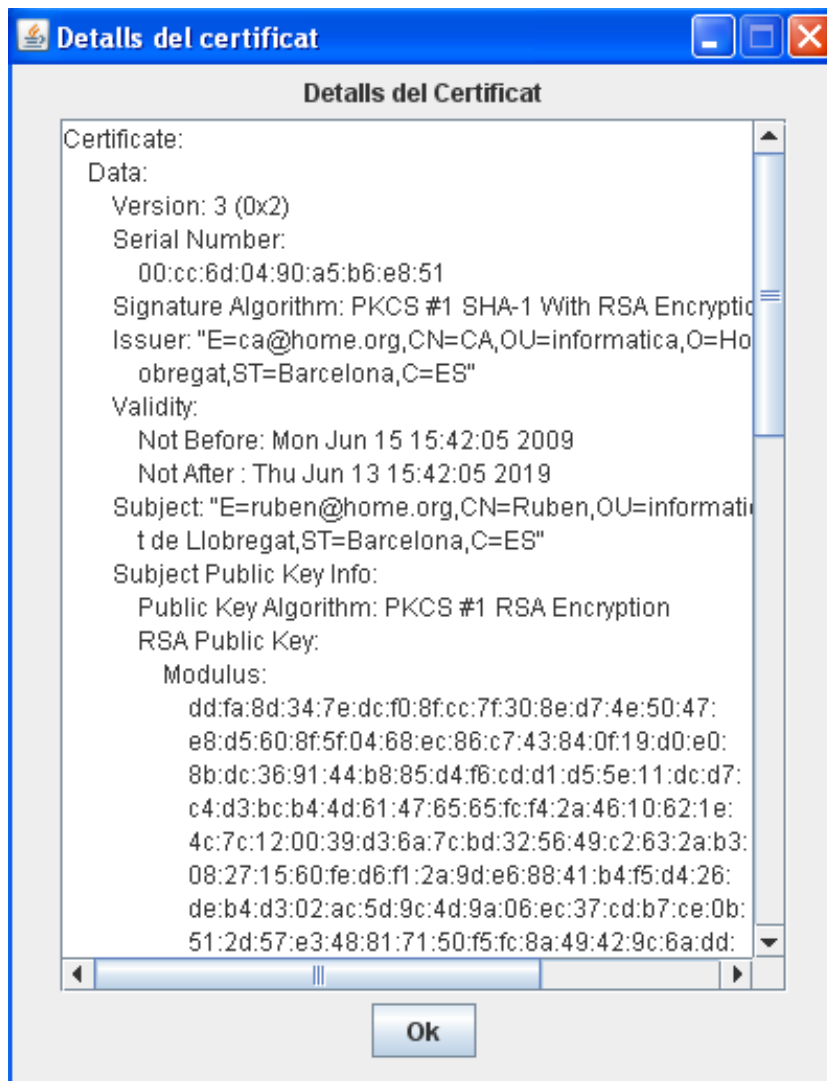 Detalls del certificat
Detalls del Certificat
Certificate:
Data:
Version: 3 (0x2)
Serial Number:
00:cc:6d:04:90:a5:b6:e8:51
Signature Algorithm: PKCS #1 SHA-1 With RSA Encryptic
Issuer: "E=ca@home.org,CN=CA,OU=informatica,O=Ho
obregat,ST=Barcelona,C=ES"
Validity:
Not Before: Mon Jun 15 15:42:05 2009
Not After : Thu Jun 13 15:42:05 2019
Subject: "E=ruben@home.org,CN=Ruben,OU=informati
t de Llobregat,ST=Barcelona,C=ES"
Subject Public Key Info:
Public Key Algorithm: PKCS #1 RSA Encryption
RSA Public Key:
Modulus:
dd:fa:8d:34:7e:dc:f0:8f:cc:7f:30:8e:d7:4e:50:47:
e8:d5:60:8f:5f:04:68:ec:86:c7:43:84:0f:19:d0:e0:
8b:dc:36:91:44:b8:85:d4:f6:cd:d1:d5:5e:11:dc:d7:
c4:d3:bc:b4:4d:61:47:65:65:fc:f4:2a:46:10:62:1e:
4c:7c:12:00:39:d3:6a:7c:bd:32:56:49:c2:63:2a:b3:
08:27:15:60:fe:d6:f1:2a:9d:e6:88:41:b4:f5:d4:26:
de:b4:d3:02:ac:5d:9c:4d:9a:06:ec:37:cd:b7:ce:0b:
51:2d:57:e3:48:81:71:50:f5:fc:8a:49:42:9c:6a:dd:
Ok